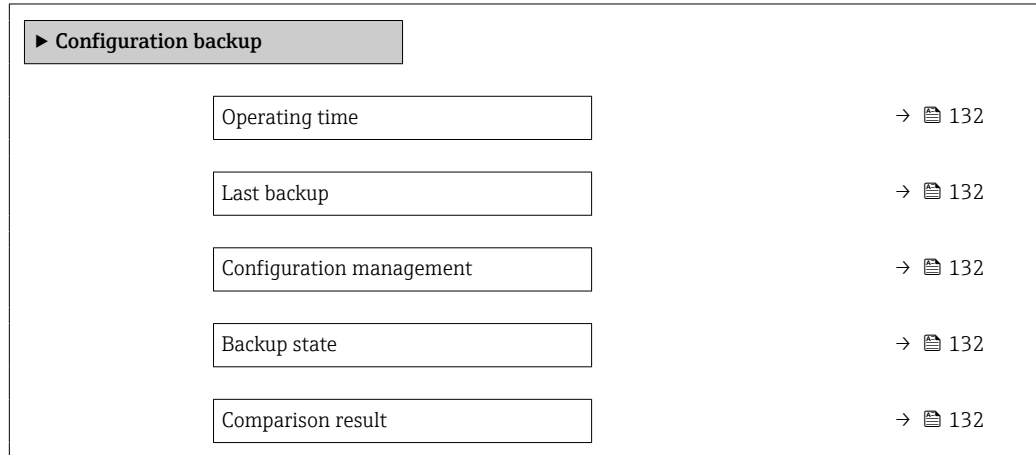 ► Configuration backup
Operating time → 132
Last backup → 132
Configuration management → 132
Backup state → 132
Comparison result → 132